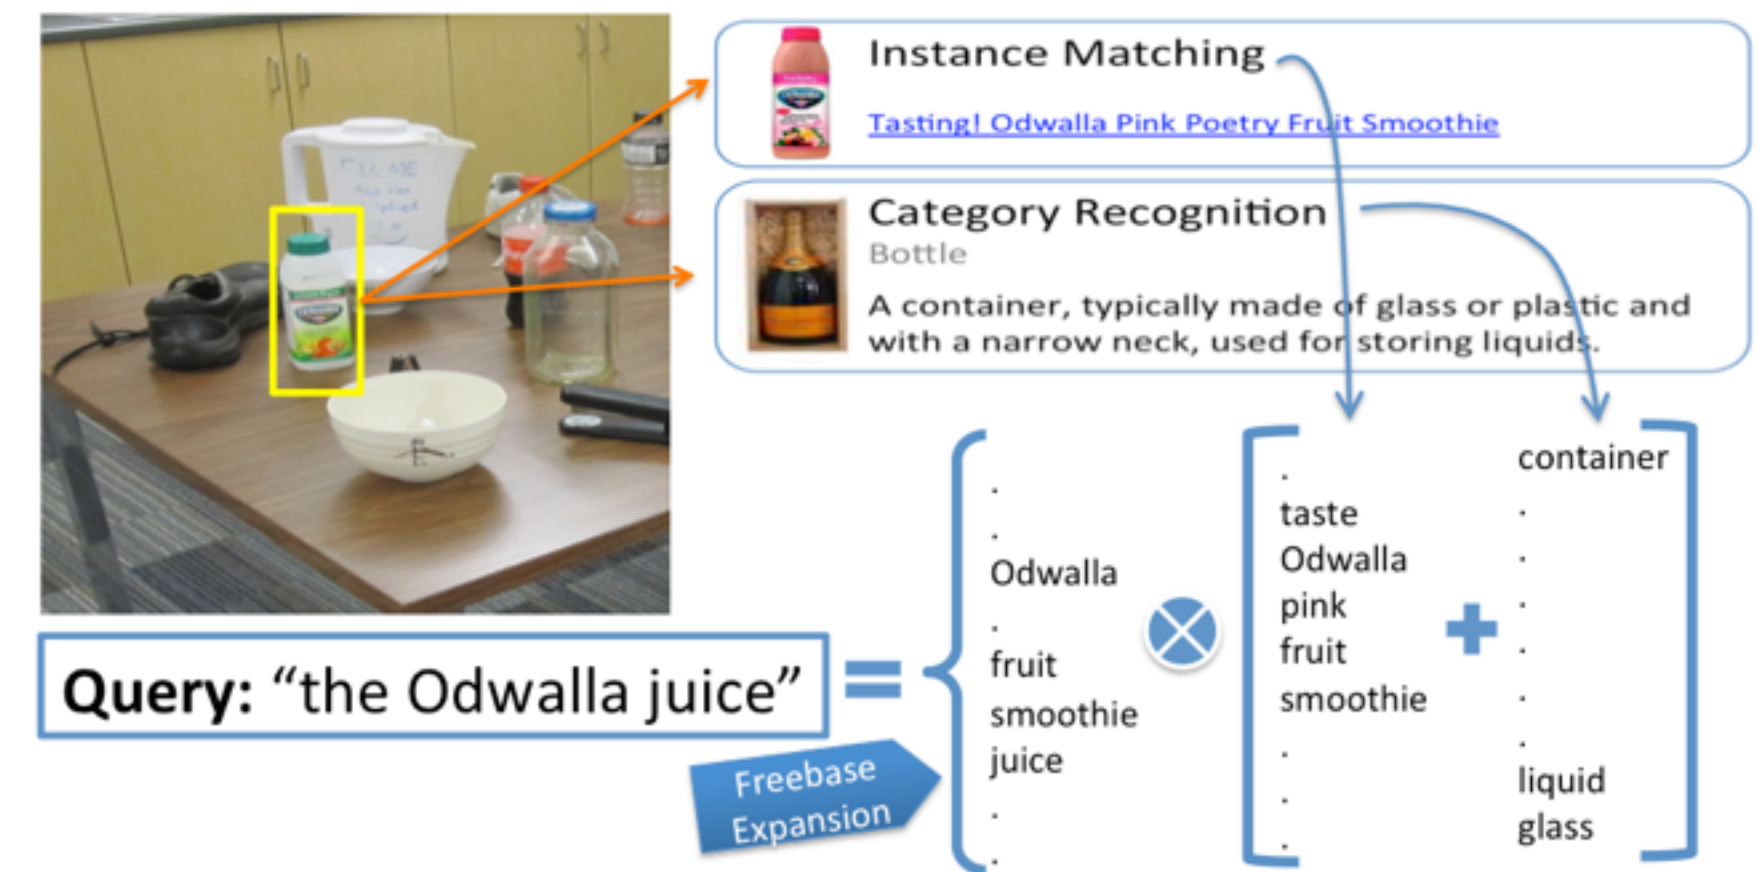 Instance Matching
Tasting! Odwalla Pink Poetry Fruit Smoothie
Category Recognition
Bottle
A container, typically made of glass or plastic and
with a narrow neck, used for storing liquids.
FILL ME
Query: “the Odwalla juice”
=
Freebase
Expansion
.
.
Odwalla
.
fruit
smoothie
juice
.
.
.
taste
Odwalla
pink
fruit
smoothie
.
.
.
+
container
.
.
.
.
.
.
liquid
glass